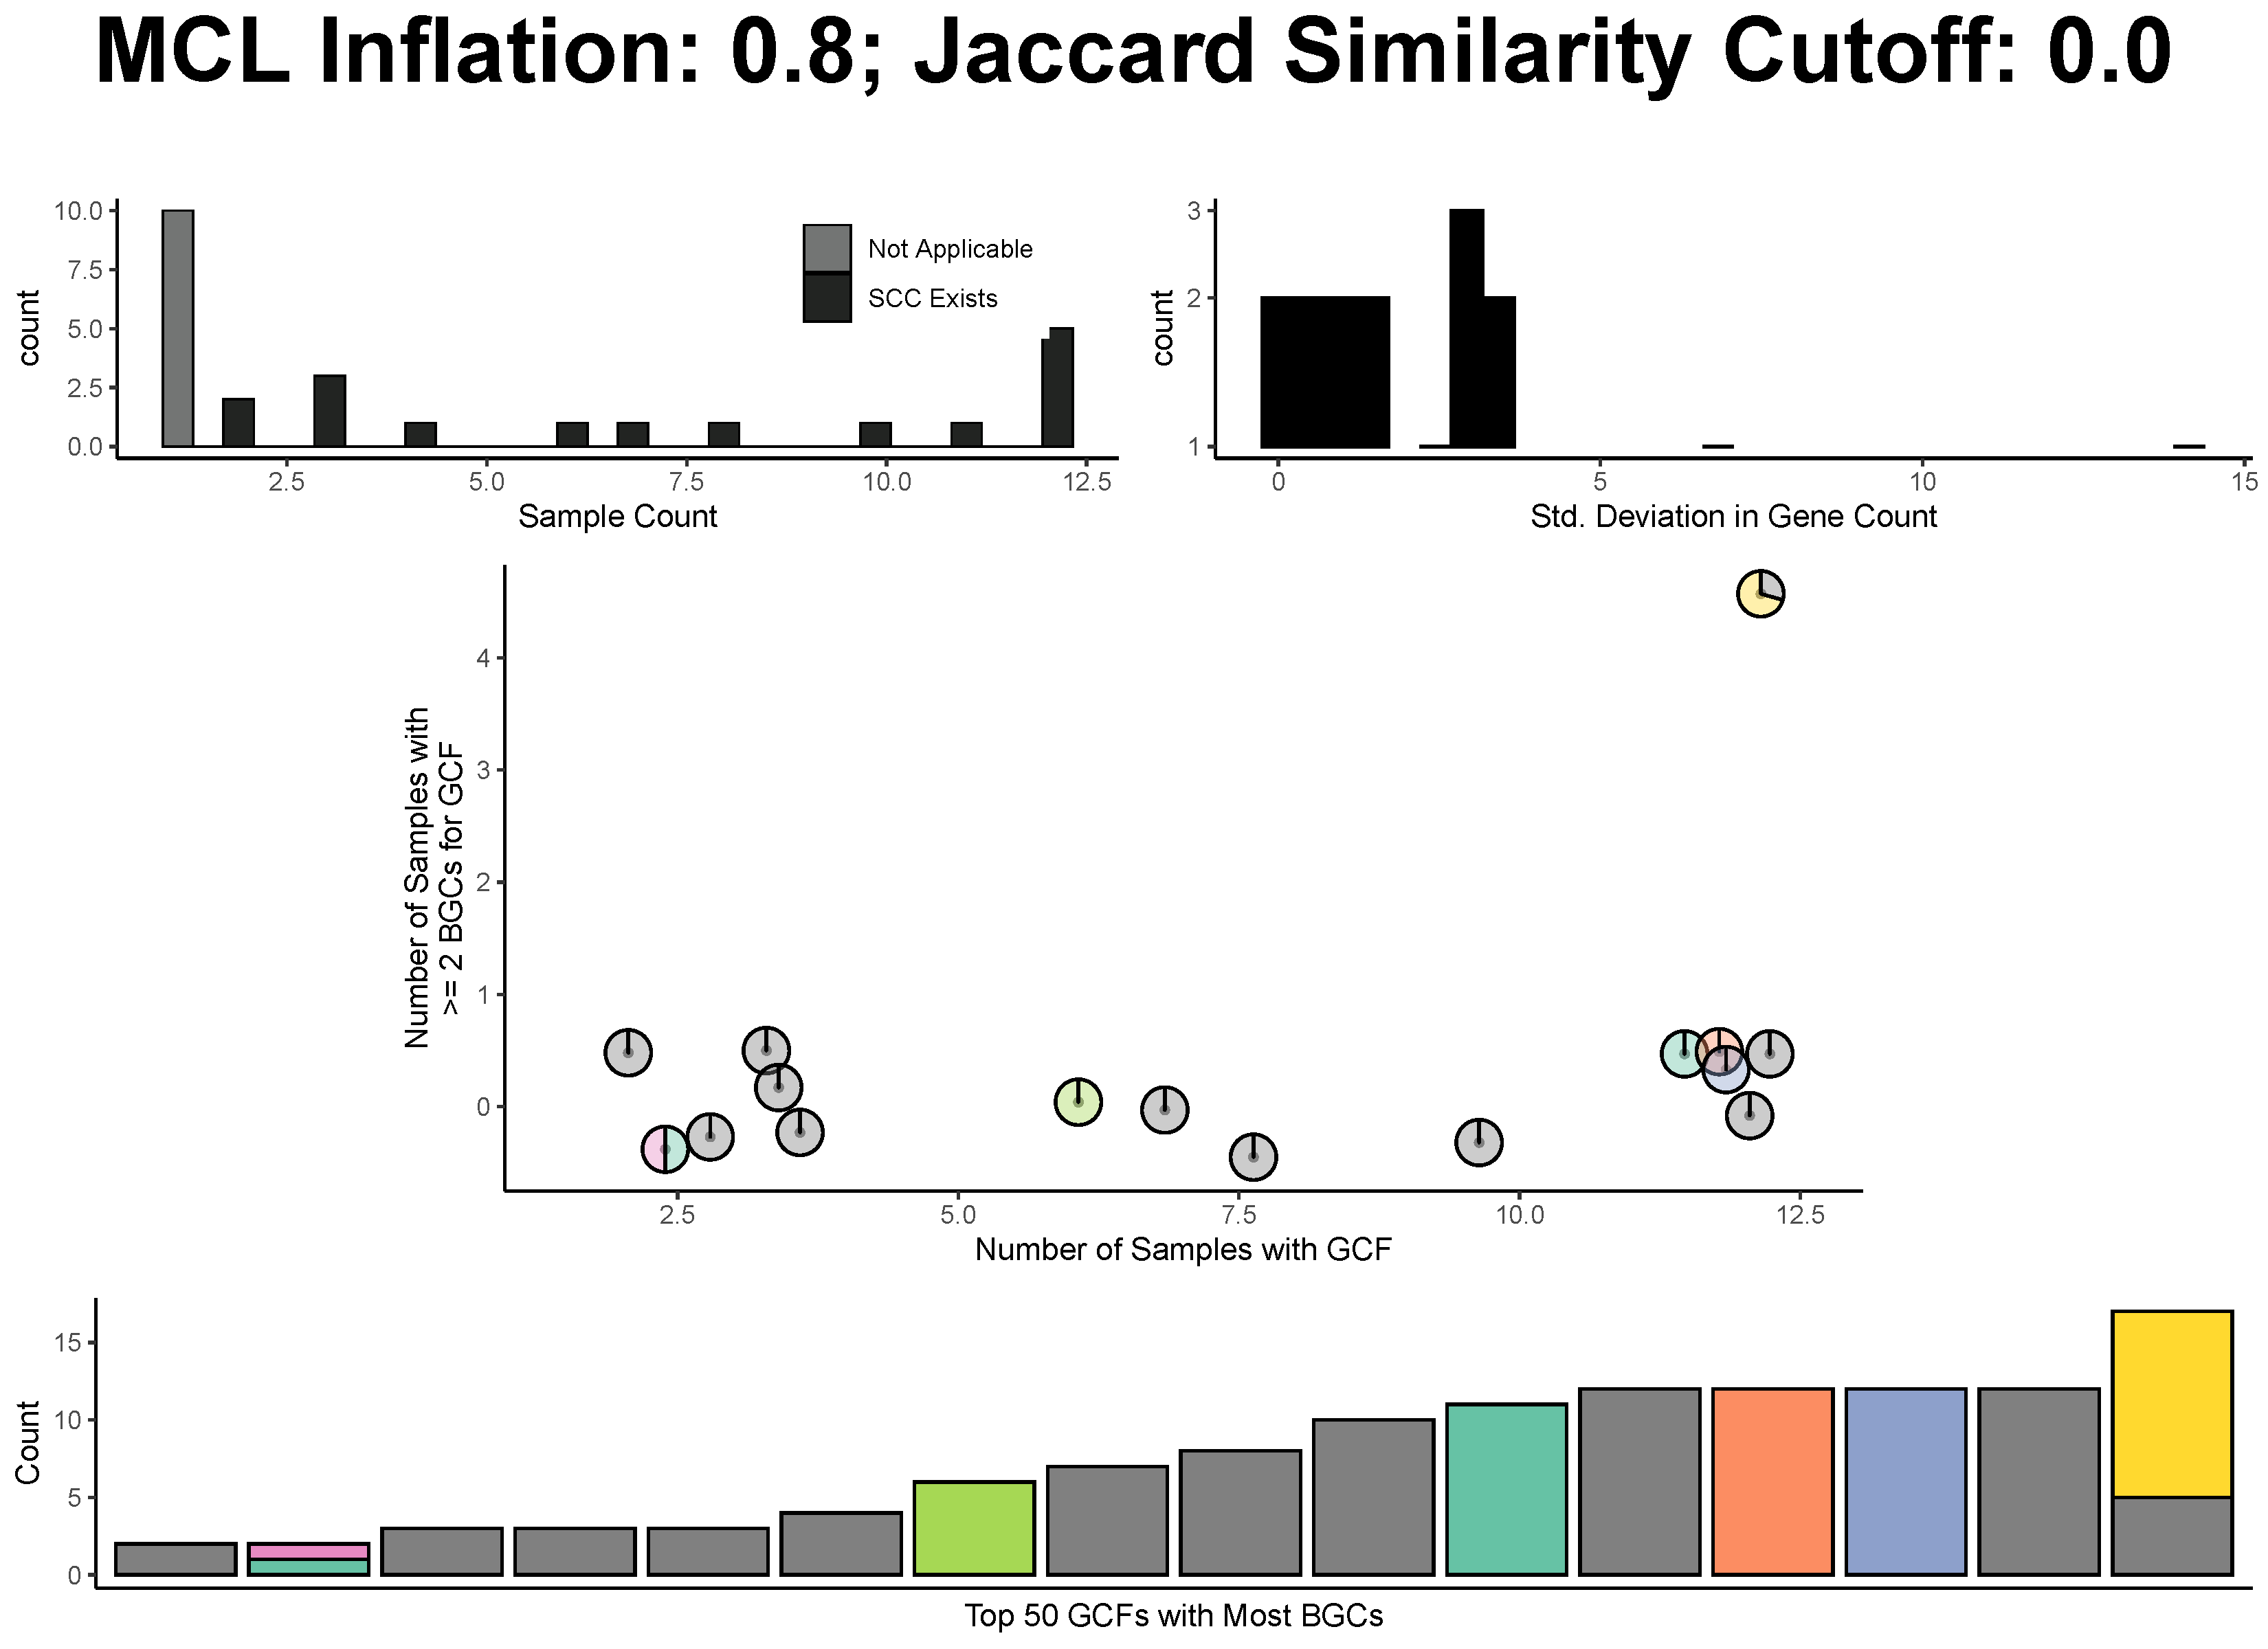 MCL Inflation: 0.8; Jaccard Similarity Cutoff: 0.0
10.0
7.5
5.0
2.5
0.0
count
Not Applicable
SCC Exists
2.5 5.0 7.5 10.0 12.5
Sample Count
3
2
1
count
0 5 10 15
Std. Deviation in Gene Count
4
3
2
1
0
Number of Samples with
>= 2 BGCs for GCF
2.5 5.0 7.5 10.0 12.5
Number of Samples with GCF
15
10
5
0
Count
Top 50 GCFs with Most BGCs